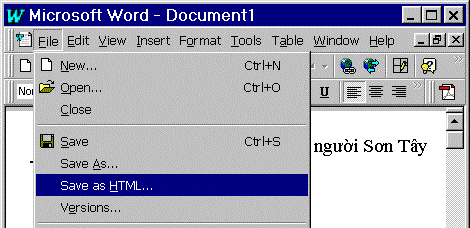 Microsoft Word - Document1
File Edit View Insert Format Tools Table Window Help
New... Ctrl+N
Open... Ctrl+O
Close
Save Ctrl+S
người Sơn Tây
Save As...
Save as HTML...
Versions...